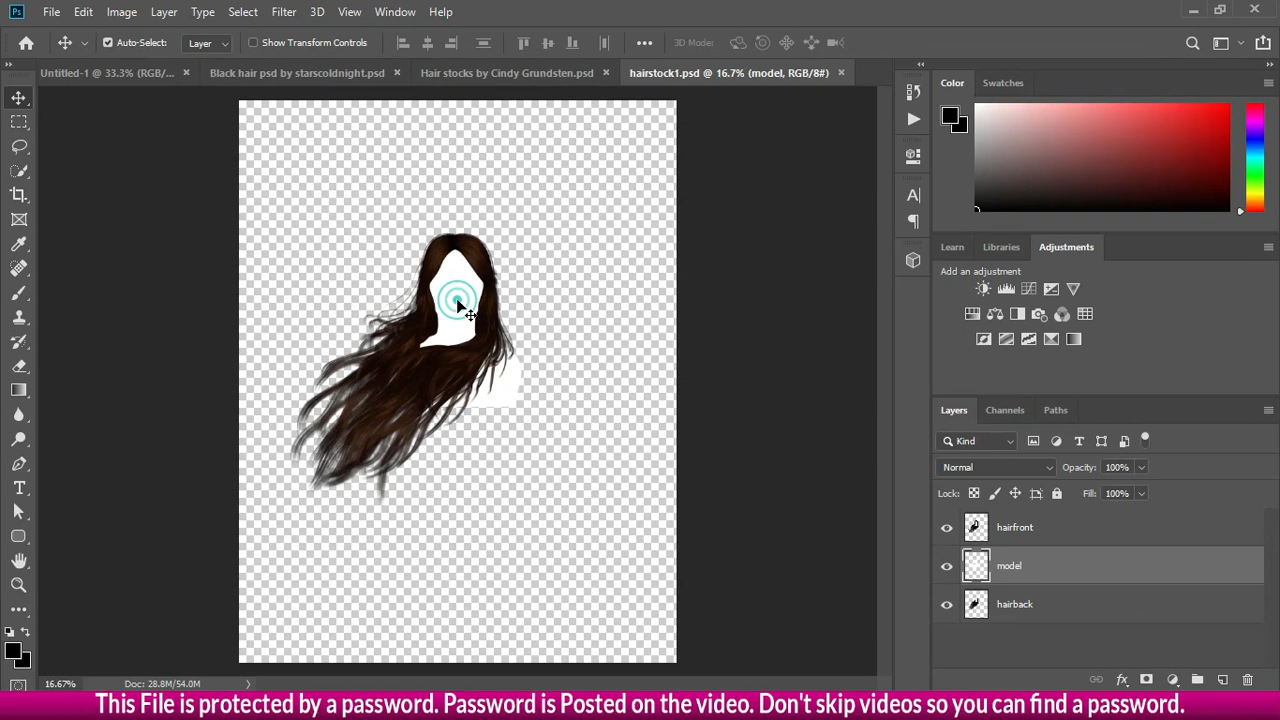 Ps File Edit Image Layer Type Select Filter 3D View Window Help
Auto-Select: Layer Show Transform Controls 3D Mode:
Untitled-1 @ 33.3% (RGB/... × Black hair psd by starscoldnight.psd × Hair stocks by Cindy Grundsten.psd × hairstock1.psd @ 16.7% (model, RGB/8#) ×
Color Swatches
Learn Libraries Adjustments
Add an adjustment
Layers Channels Paths
Kind
Normal Opacity: 100%
Lock: Fill: 100%
hairfront
model
hairback
16.67% Doc: 28.8M/54.0M
This File is protected by a password. Password is Posted on the video. Don't skip videos so you can find a password.